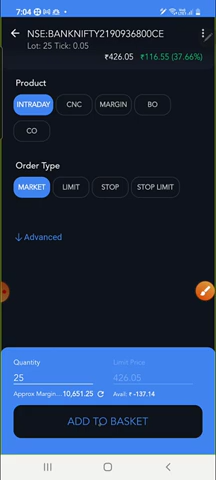 7:04
NSE:BANKNIFTY2190936800CE
Lot: 25 Tick: 0.05
₹426.05 ₹116.55 (37.66%)
Product
INTRADAY CNC MARGIN BO
CO
Order Type
MARKET LIMIT STOP STOP LIMIT
↓ Advanced
Quantity Limit Price
25 426.05
Approx Margin... 10,651.25 Avail: ₹-137.14
ADD TO BASKET